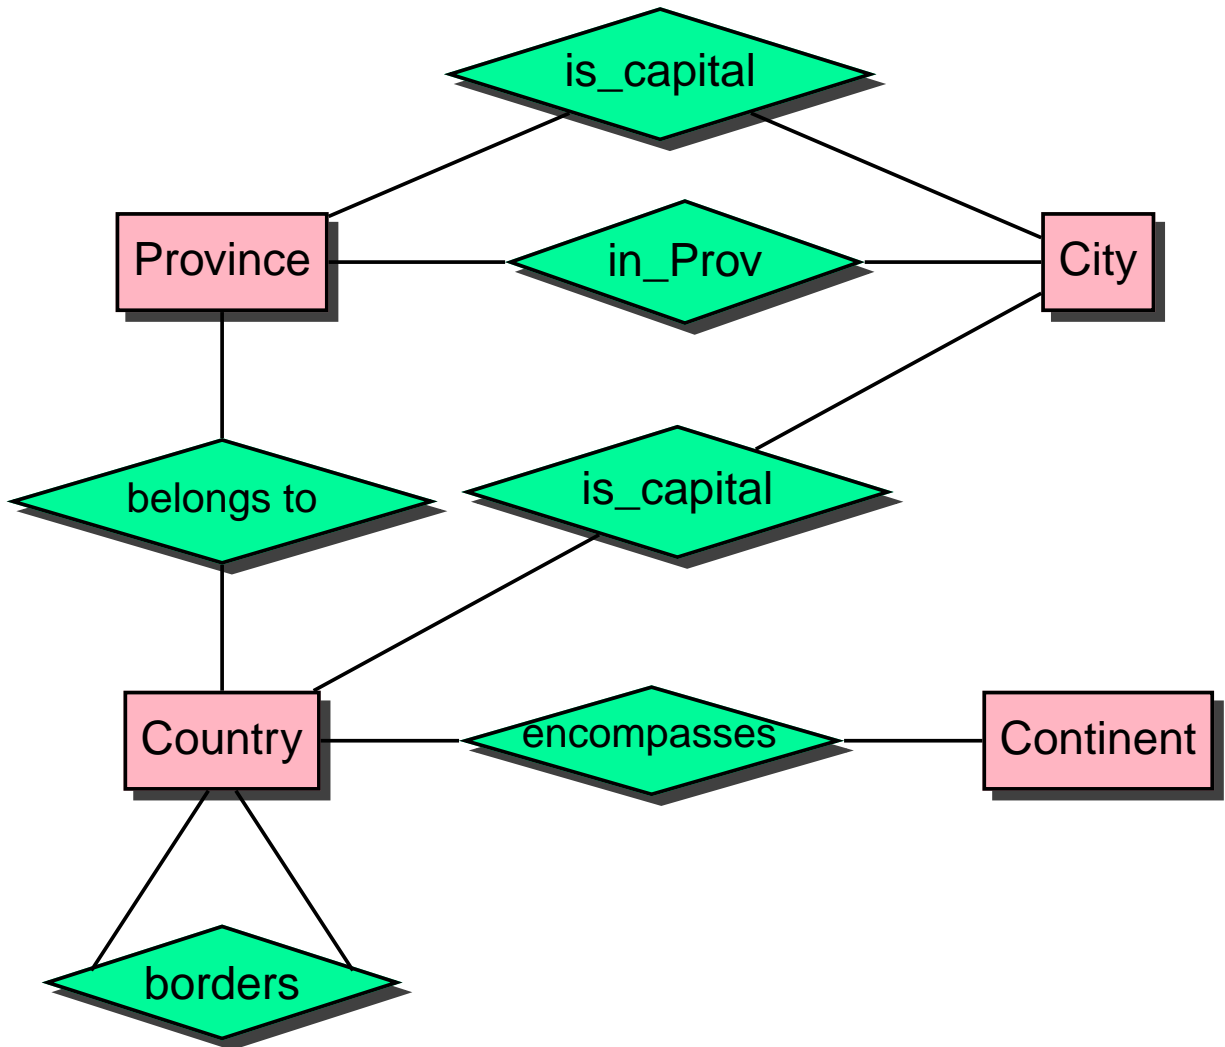 is_capital
Province
in_Prov
City
belongs to
is_capital
Country
encompasses
Continent
borders